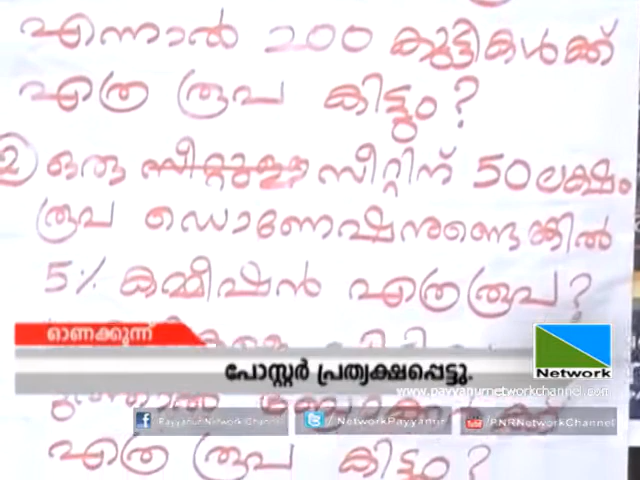 എന്നാൽ 200 കുട്ടികൾക്ക്
എത്ര രൂപ കിട്ടും?
② ഒരു സീറ്റിന് 50 ലക്ഷം
രൂപ ഡൊണേഷനുണ്ടെങ്കിൽ
5% കമ്മീഷൻ എത്ര രൂപ?
ഓണക്കുന്ന്
പോസ്റ്റർ പ്രത്യക്ഷപ്പെട്ടു.
Network
www.payyanurnetworkchannel.com
f Payyanur Network Channel
/NetworkPayyanur
/PNRNetworkChannel
എത്ര രൂപ കിട്ടും?